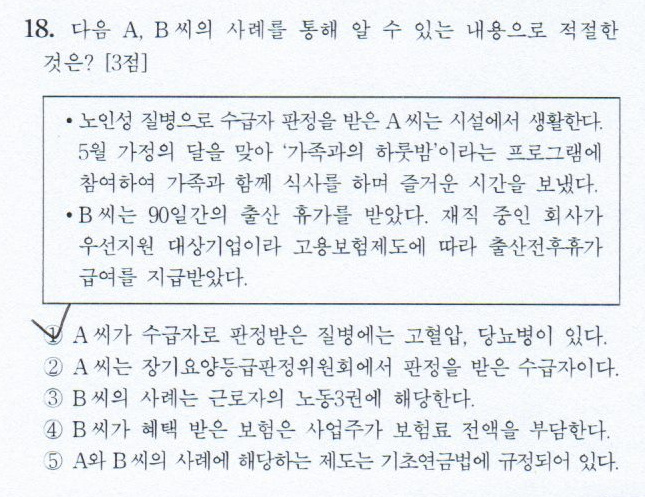 18. 다음 A, B씨의 사례를 통해 알 수 있는 내용으로 적절한
것은? [3점]
• 노인성 질병으로 수급자 판정을 받은 A씨는 시설에서 생활한다.
5월 가정의 달을 맞아 '가족과의 하룻밤'이라는 프로그램에
참여하여 가족과 함께 식사를 하며 즐거운 시간을 보냈다.
• B씨는 90일간의 출산 휴가를 받았다. 재직 중인 회사가
우선지원 대상기업이라 고용보험제도에 따라 출산전후휴가
급여를 지급받았다.
① A씨가 수급자로 판정받은 질병에는 고혈압, 당뇨병이 있다.
② A씨는 장기요양등급판정위원회에서 판정을 받은 수급자이다.
③ B씨의 사례는 근로자의 노동3권에 해당한다.
④ B씨가 혜택 받은 보험은 사업주가 보험료 전액을 부담한다.
⑤ A와 B씨의 사례에 해당하는 제도는 기초연금법에 규정되어 있다.